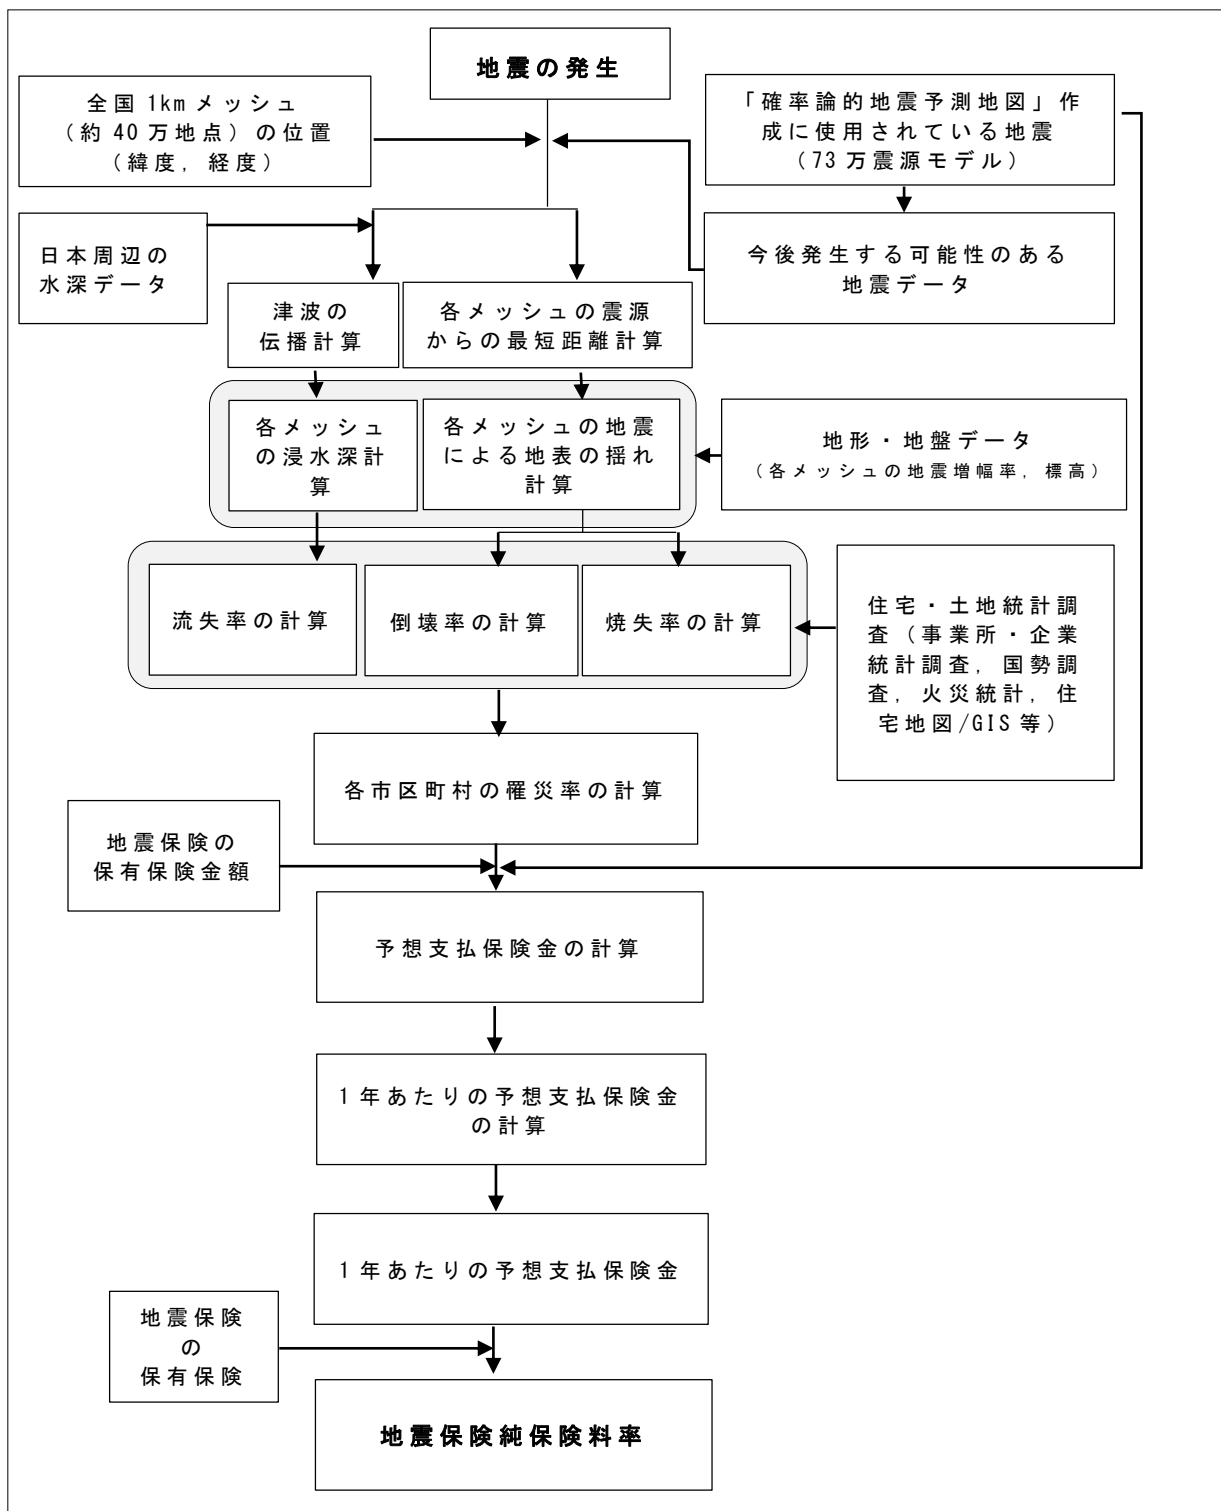 地震の発生
全国1kmメッシュ
（約40万地点）の位置
（緯度，経度）
「確率論的地震予測地図」作
成に使用されている地震
（73万震源モデル）
日本周辺の
水深データ
今後発生する可能性のある
地震データ
津波の
伝播計算
各メッシュの震源
からの最短距離計算
各メッシュ
の浸水深計
算
各メッシュの地震
による地表の揺れ
計算
地形・地盤データ
（各メッシュの地震増幅率，標高）
流失率の計算
倒壊率の計算
焼失率の計算
住宅・土地統計調
査（事業所・企業
統計調査，国勢調
査，火災統計，住
宅地図/GIS等）
各市区町村の罹災率の計算
地震保険の
保有保険金額
予想支払保険金の計算
1年あたりの予想支払保険金
の計算
1年あたりの予想支払保険金
地震保険
の
保有保険
地震保険純保険料率